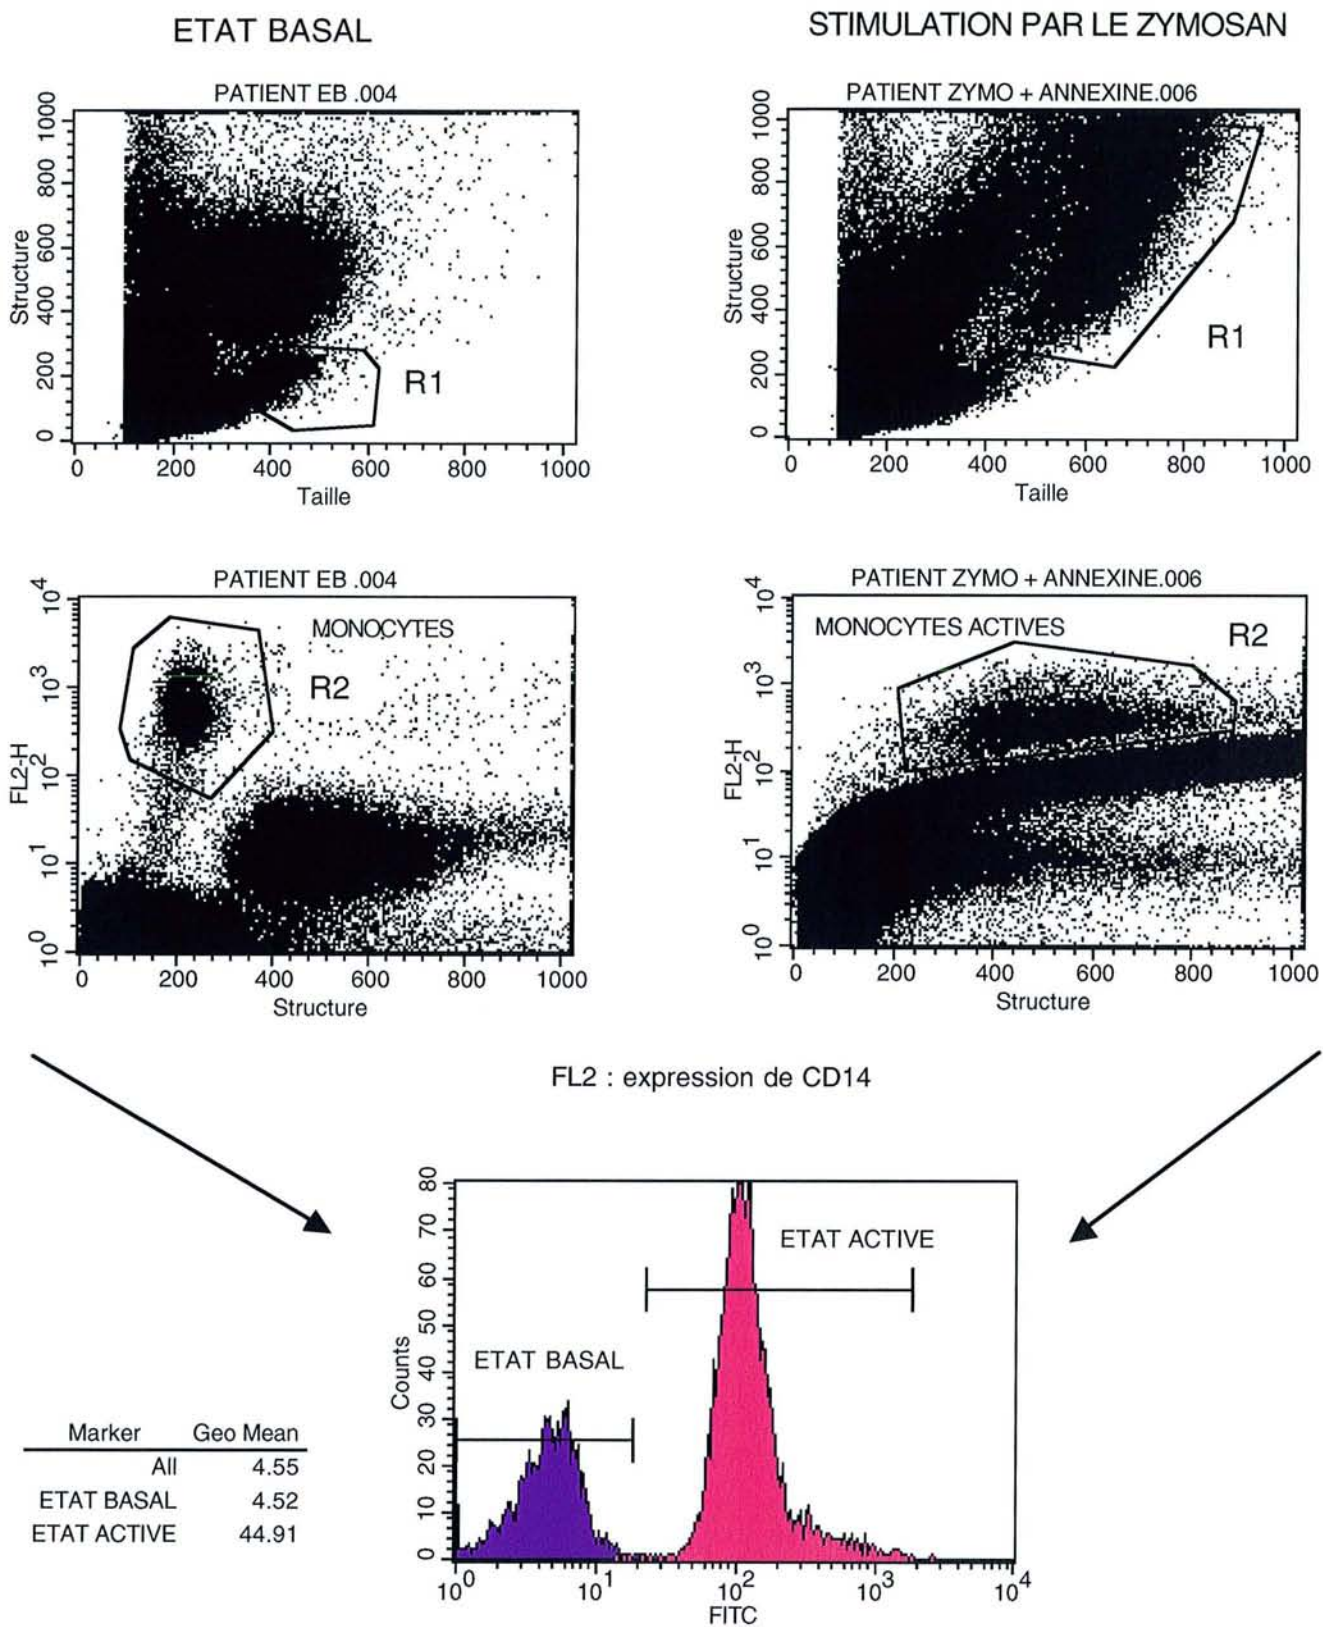 ETAT BASAL
STIMULATION PAR LE ZYMOSAN
PATIENT EB .004
Structure
0 200 400 600 800 1000
R1
0 200 400 600 800 1000
Taille
PATIENT ZYMO + ANNEXINE.006
Structure
0 200 400 600 800 1000
R1
0 200 400 600 800 1000
Taille
PATIENT EB .004
FL2-H
10^0 10^1 10^2 10^3 10^4
MONOCYTES
R2
0 200 400 600 800 1000
Structure
PATIENT ZYMO + ANNEXINE.006
FL2-H
10^0 10^1 10^2 10^3 10^4
MONOCYTES ACTIVES
R2
0 200 400 600 800 1000
Structure
FL2 : expression de CD14
Counts
0 10 20 30 40 50 60 70 80
ETAT ACTIVE
ETAT BASAL
10^0 10^1 10^2 10^3 10^4
FITC
Marker Geo Mean
All 4.55
ETAT BASAL 4.52
ETAT ACTIVE 44.91